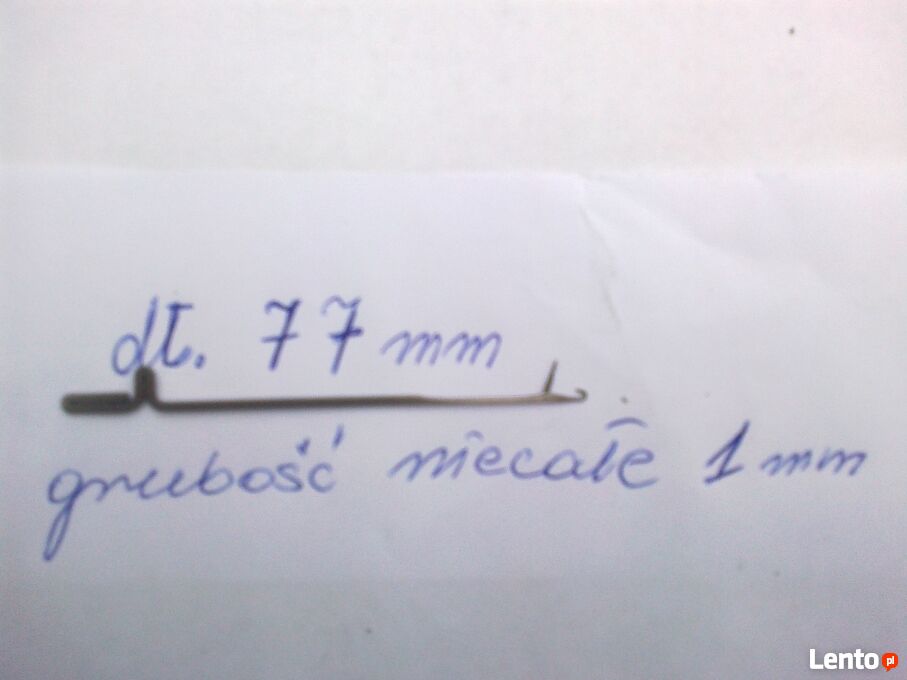 dł. 77 mm
grubość niecałe 1 mm
Lento pl